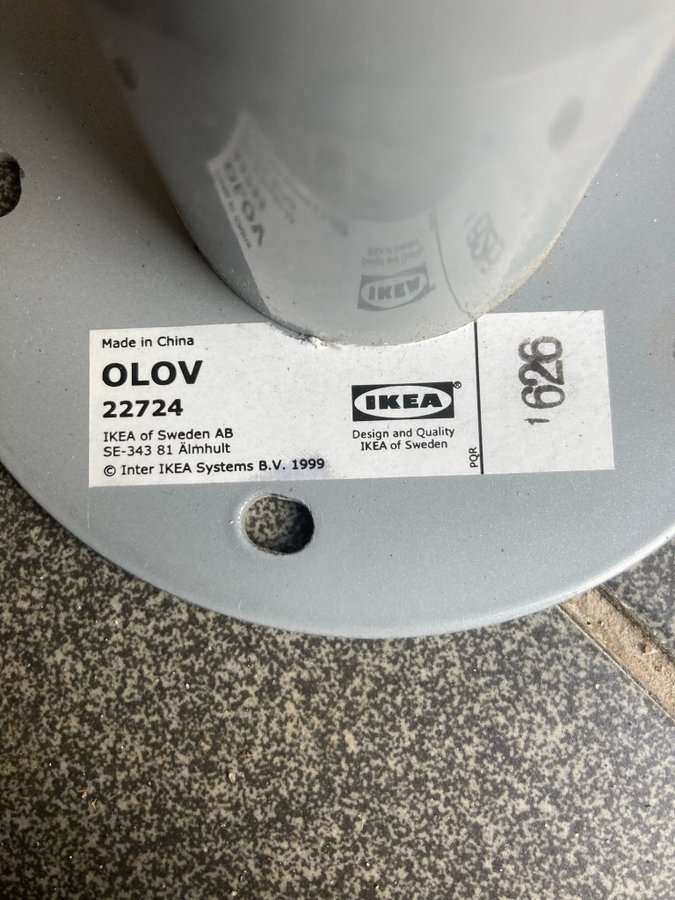 Made in China
OLOV
22724
IKEA of Sweden AB
SE-343 81 Älmhult
© Inter IKEA Systems B.V. 1999
IKEA®
Design and Quality
IKEA of Sweden
PQR
1626